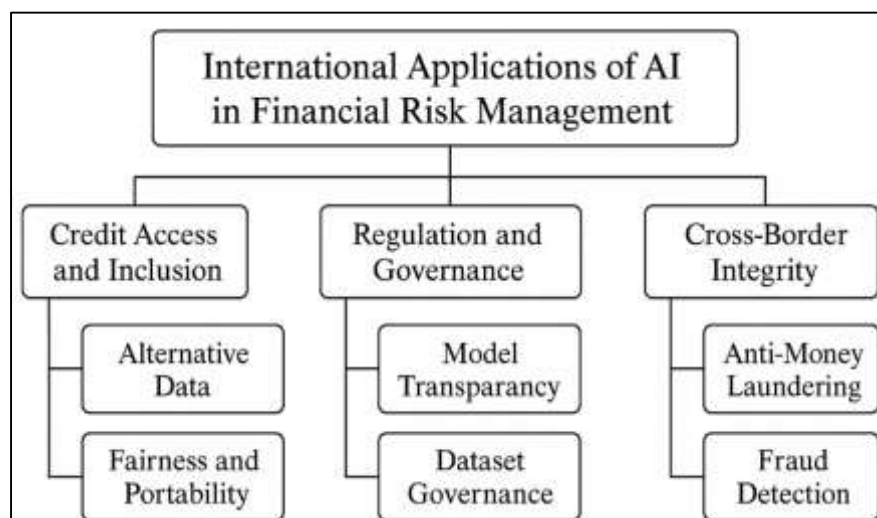 International Applications of AI
in Financial Risk Management
Credit Access
and Inclusion
Regulation and
Governance
Cross-Border
Integrity
Alternative
Data
Model
Transparancy
Anti-Money
Laundering
Fairness and
Portability
Dataset
Governance
Fraud
Detection